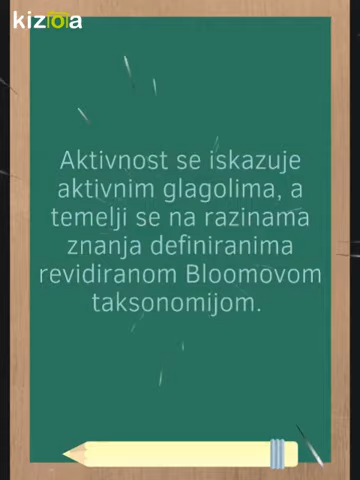 kizoa
Aktivnost se iskazuje
aktivnim glagolima, a
temelji se na razinama
znanja definiranima
revidiranom Bloomovom
taksonomijom.